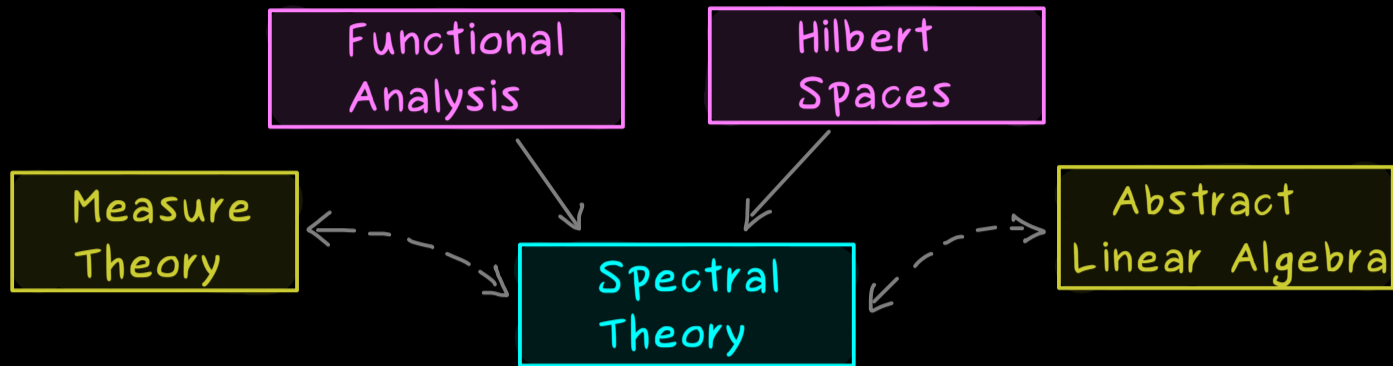 Functional
Analysis
Hilbert
Spaces
Measure
Theory
Abstract
Linear Algebra
Spectral
Theory